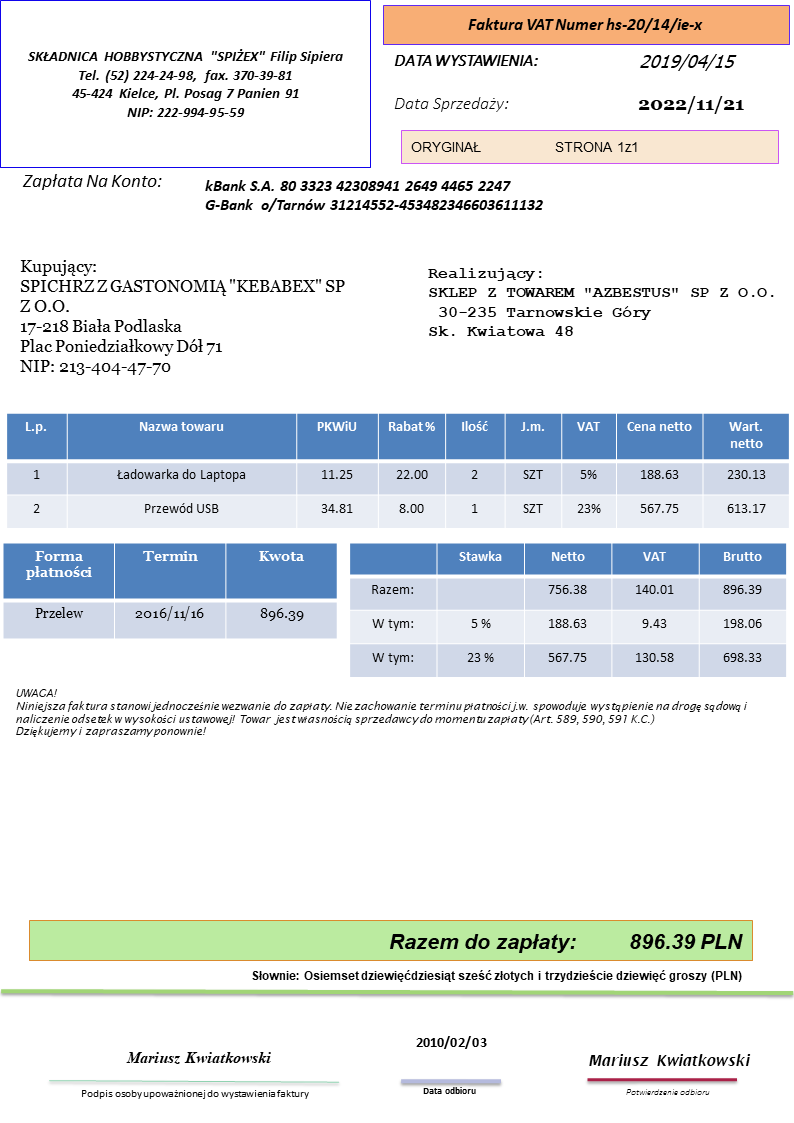 SKŁADNICA HOBBYSTYCZNA "SPIŻEX" Filip Sipiera
Tel. (52) 224-24-98, fax. 370-39-81
45-424 Kielce, Pl. Posag 7 Panien 91
NIP: 222-994-95-59
Faktura VAT Numer hs-20/14/ie-x
DATA WYSTAWIENIA: 2019/04/15
Data Sprzedaży: 2022/11/21
ORYGINAŁ STRONA 1z1
Zapłata Na Konto:
kBank S.A. 80 3323 42308941 2649 4465 2247
G-Bank o/Tarnów 31214552-453482346603611132
Kupujący:
SPICHRZ Z GASTONOMIĄ "KEBABEX" SP
Z O.O.
17-218 Biała Podlaska
Plac Poniedziałkowy Dół 71
NIP: 213-404-47-70
Realizujący:
SKLEP Z TOWAREM "AZBESTUS" SP Z O.O.
30-235 Tarnowskie Góry
Sk. Kwiatowa 48
L.p. Nazwa towaru PKWiU Rabat % Ilość J.m. VAT Cena netto Wart.
netto
1 Ładowarka do Laptopa 11.25 22.00 2 SZT 5% 188.63 230.13
2 Przewód USB 34.81 8.00 1 SZT 23% 567.75 613.17
Forma
płatności Termin Kwota
Przelew 2016/11/16 896.39
Stawka Netto VAT Brutto
Razem: 756.38 140.01 896.39
W tym: 5 % 188.63 9.43 198.06
W tym: 23 % 567.75 130.58 698.33
UWAGA!
Niniejsza faktura stanowi jednocześnie wezwanie do zapłaty. Nie zachowanie terminu płatności j.w. spowoduje wystąpienie na drogę sądową i
naliczenie odsetek w wysokości ustawowej! Towar jest własnością sprzedawcy do momentu zapłaty (Art. 589, 590, 591 K.C.)
Dziękujemy i zapraszamy ponownie!
Razem do zapłaty: 896.39 PLN
Słownie: Osiemset dziewięćdziesiąt sześć złotych i trzydzieście dziewięć groszy (PLN)
Mariusz Kwiatkowski
Podpis osoby upoważnionej do wystawienia faktury
2010/02/03
Data odbioru
Mariusz Kwiatkowski
Potwierdzenie odbioru